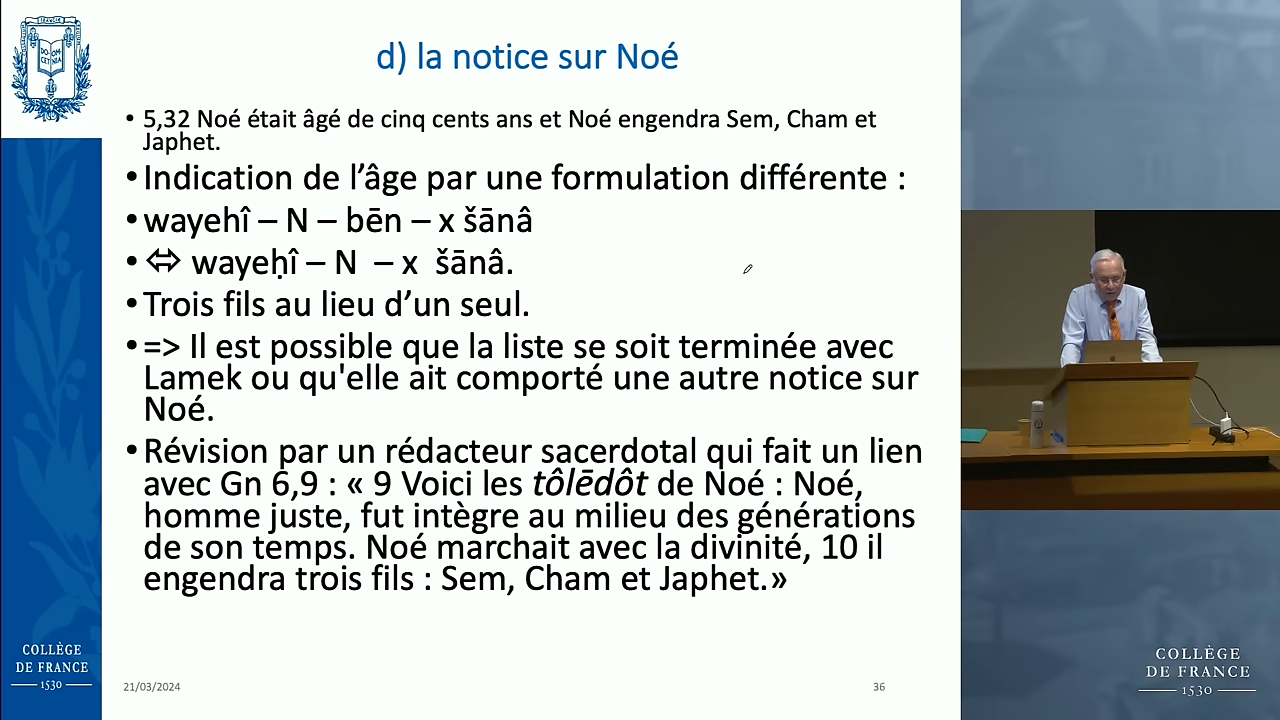 d) la notice sur Noé
• 5,32 Noé était âgé de cinq cents ans et Noé engendra Sem, Cham et
Japhet.
• Indication de l’âge par une formulation différente :
• wayehî – N – bēn – x šānâ
• ⇔ wayeḥî – N – x šānâ.
• Trois fils au lieu d’un seul.
• => Il est possible que la liste se soit terminée avec
Lamek ou qu'elle ait comporté une autre notice sur
Noé.
• Révision par un rédacteur sacerdotal qui fait un lien
avec Gn 6,9 : « 9 Voici les tôlēdôt de Noé : Noé,
homme juste, fut intègre au milieu des générations
de son temps. Noé marchait avec la divinité, 10 il
engendra trois fils : Sem, Cham et Japhet.»
COLLÈGE
DE FRANCE
1530
21/03/2024
36
COLLÈGE
DE FRANCE
1530